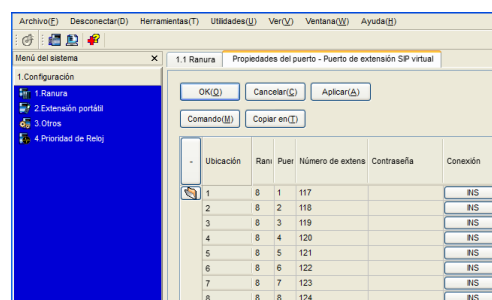 Archivo(F) Desconectar(D) Herramientas(T) Utilidades(U) Ver(V) Ventana(W) Ayuda(H)
Menú del sistema X
1.Configuración
1.Ranura
2.Extensión portátil
3.Otros
4.Prioridad de Reloj
1.1 Ranura Propiedades del puerto - Puerto de extensión SIP virtual
OK(O) Cancelar(C) Aplicar(A)
Comando(M) Copiar en(T)
- Ubicación Ran Puer Número de extens Contraseña Conexión
1 8 1 117 INS
2 8 2 118 INS
3 8 3 119 INS
4 8 4 120 INS
5 8 5 121 INS
6 8 6 122 INS
7 8 7 123 INS
8 8 8 124 INS